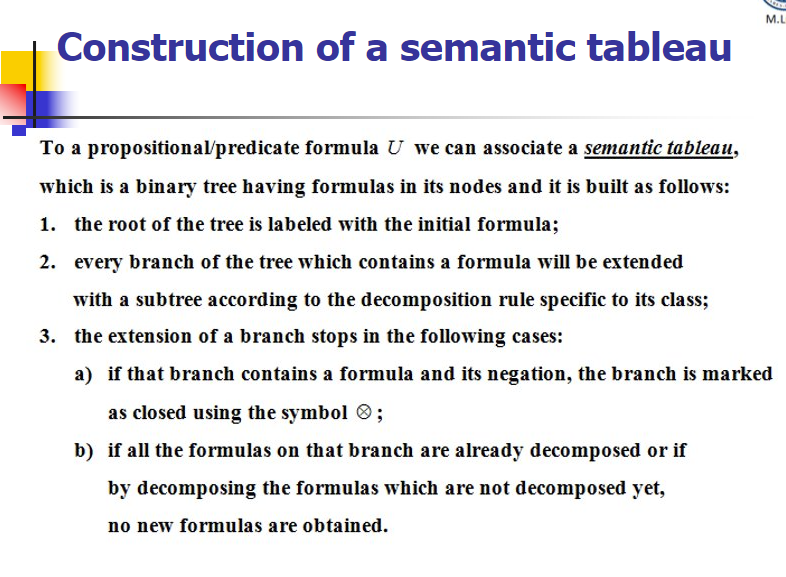 M.L
Construction of a semantic tableau
To a propositional/predicate formula U we can associate a semantic tableau,
which is a binary tree having formulas in its nodes and it is built as follows:
1. the root of the tree is labeled with the initial formula;
2. every branch of the tree which contains a formula will be extended
with a subtree according to the decomposition rule specific to its class;
3. the extension of a branch stops in the following cases:
a) if that branch contains a formula and its negation, the branch is marked
as closed using the symbol ⊗;
b) if all the formulas on that branch are already decomposed or if
by decomposing the formulas which are not decomposed yet,
no new formulas are obtained.